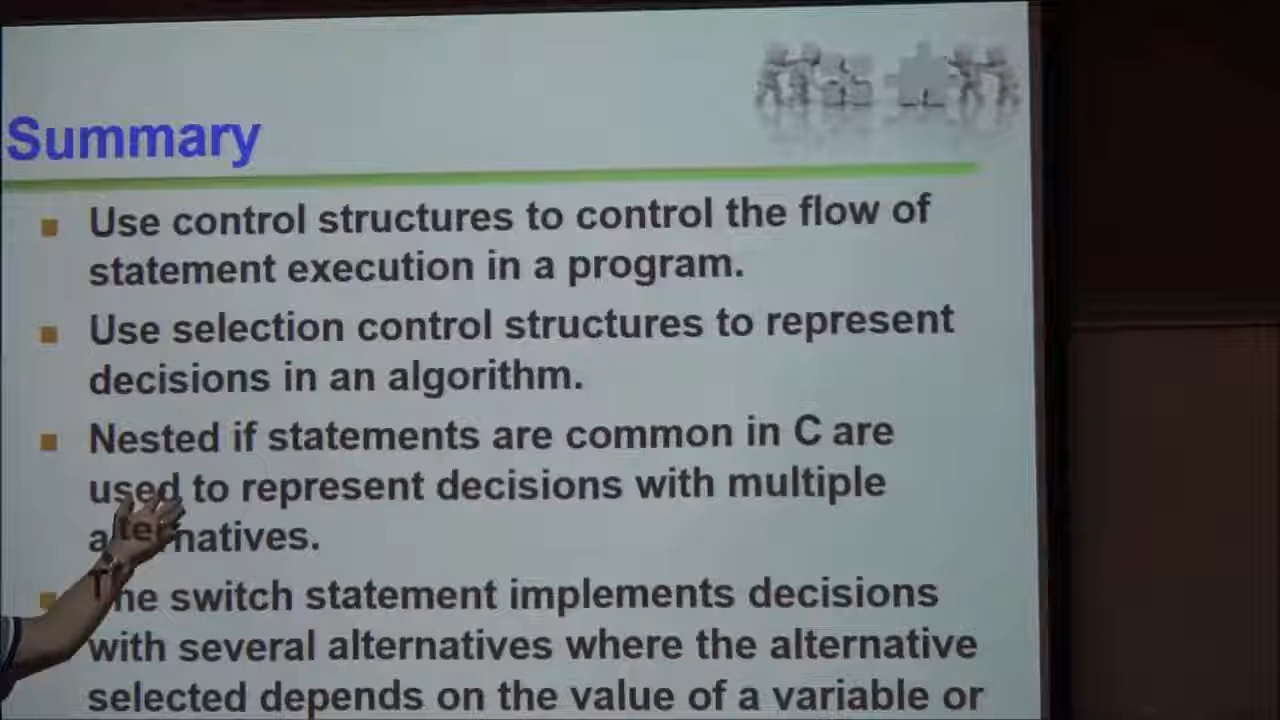 Summary
Use control structures to control the flow of
statement execution in a program.
Use selection control structures to represent
decisions in an algorithm.
Nested if statements are common in C are
used to represent decisions with multiple
alternatives.
The switch statement implements decisions
with several alternatives where the alternative
selected depends on the value of a variable or